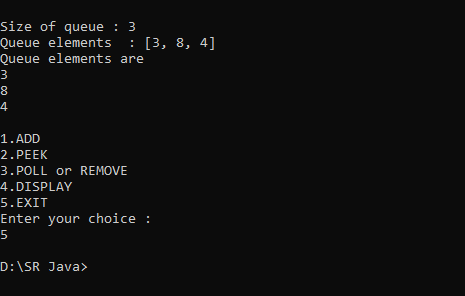 Size of queue : 3
Queue elements  : [3, 8, 4]
Queue elements are
3
8
4
1.ADD
2.PEEK
3.POLL or REMOVE
4.DISPLAY
5.EXIT
Enter your choice :
5
D:\SR Java>